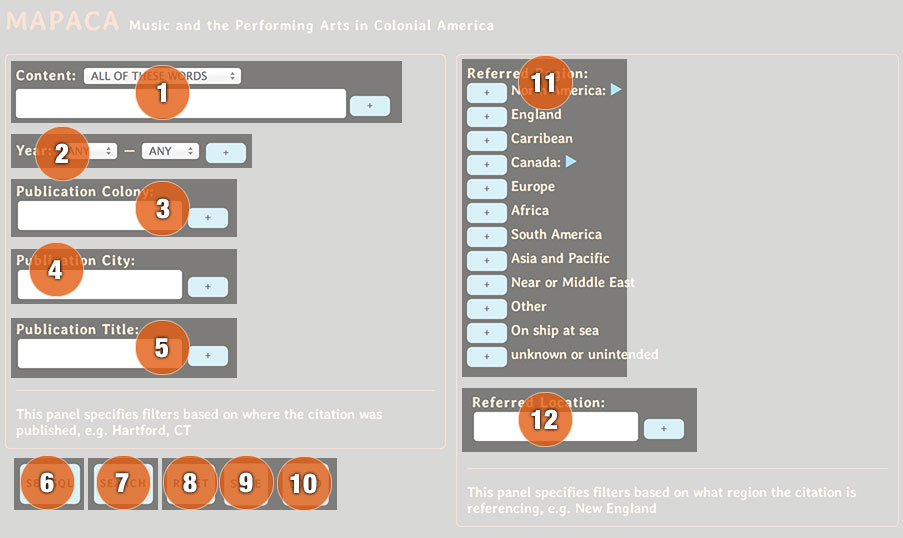 MAPACA Music and the Performing Arts in Colonial America
Content: ALL OF THESE WORDS
1
+
2
Year: ANY — ANY +
Publication Colony:
3
+
Publication City:
4
+
Publication Title:
5
+
This panel specifies filters based on where the citation was
published, e.g. Hartford, CT
6
7 SEARCH
8
9
10
Referred Region:
11
+ North America:
+ England
+ Carribean
+ Canada:
+ Europe
+ Africa
+ South America
+ Asia and Pacific
+ Near or Middle East
+ Other
+ On ship at sea
+ unknown or unintended
Referred Location:
12
+
This panel specifies filters based on what region the citation is
referencing, e.g. New England